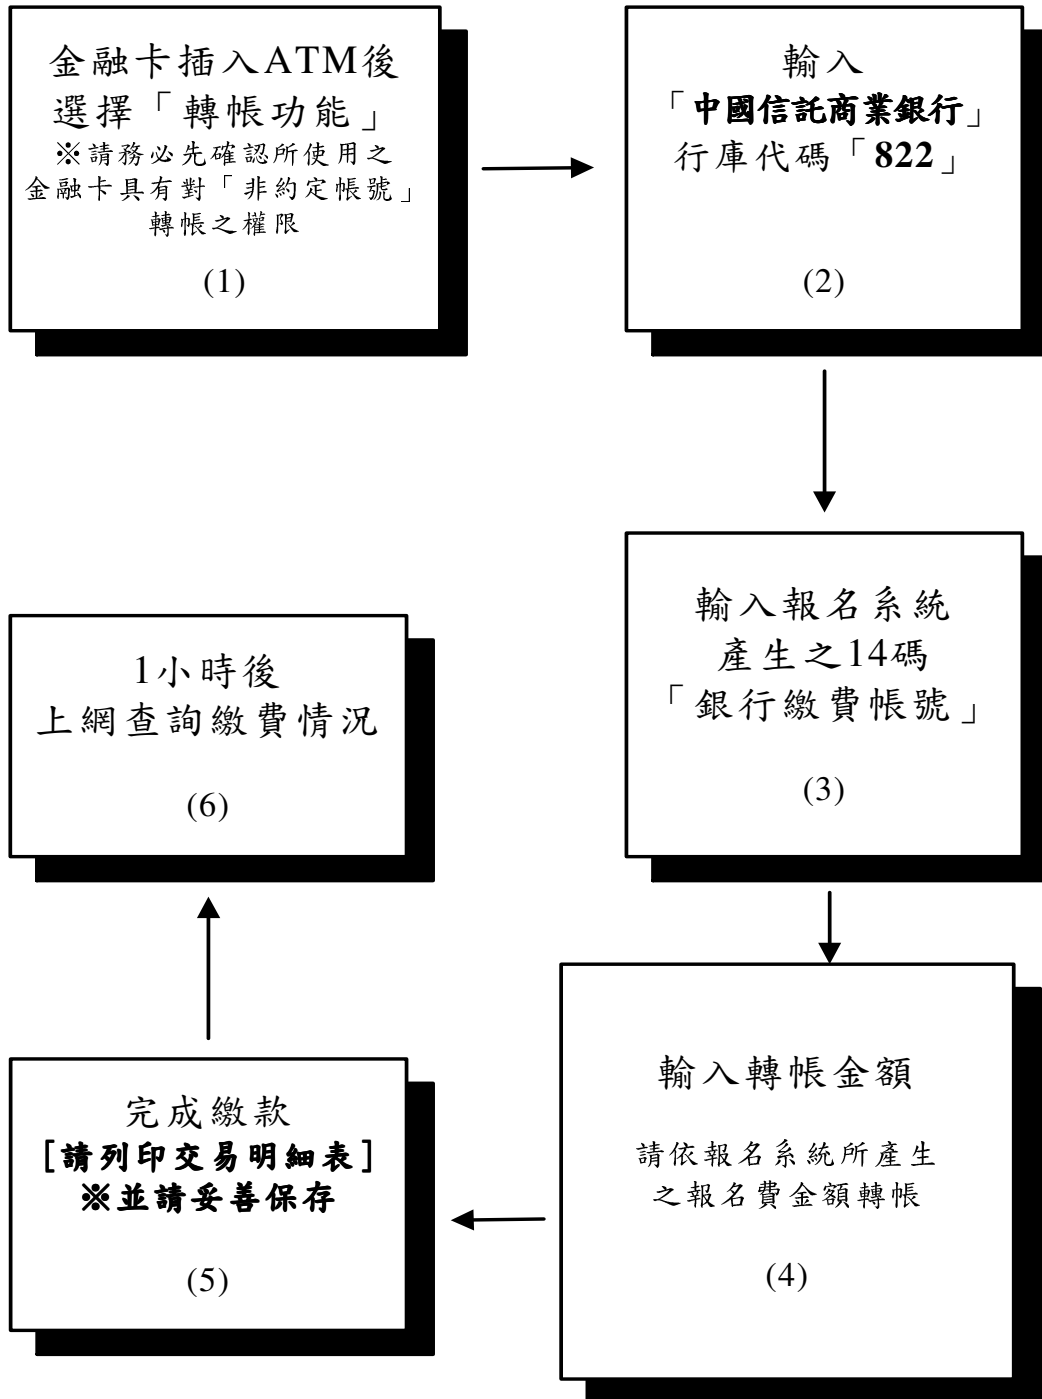 金融卡插入ATM後
選擇「轉帳功能」
※請務必先確認所使用之
金融卡具有對「非約定帳號」
轉帳之權限
(1)
輸入
「中國信託商業銀行」
行庫代碼「822」
(2)
輸入報名系統
產生之14碼
「銀行繳費帳號」
(3)
輸入轉帳金額
請依報名系統所產生
之報名費金額轉帳
(4)
完成繳款
[請列印交易明細表]
※並請妥善保存
(5)
1小時後
上網查詢繳費情況
(6)